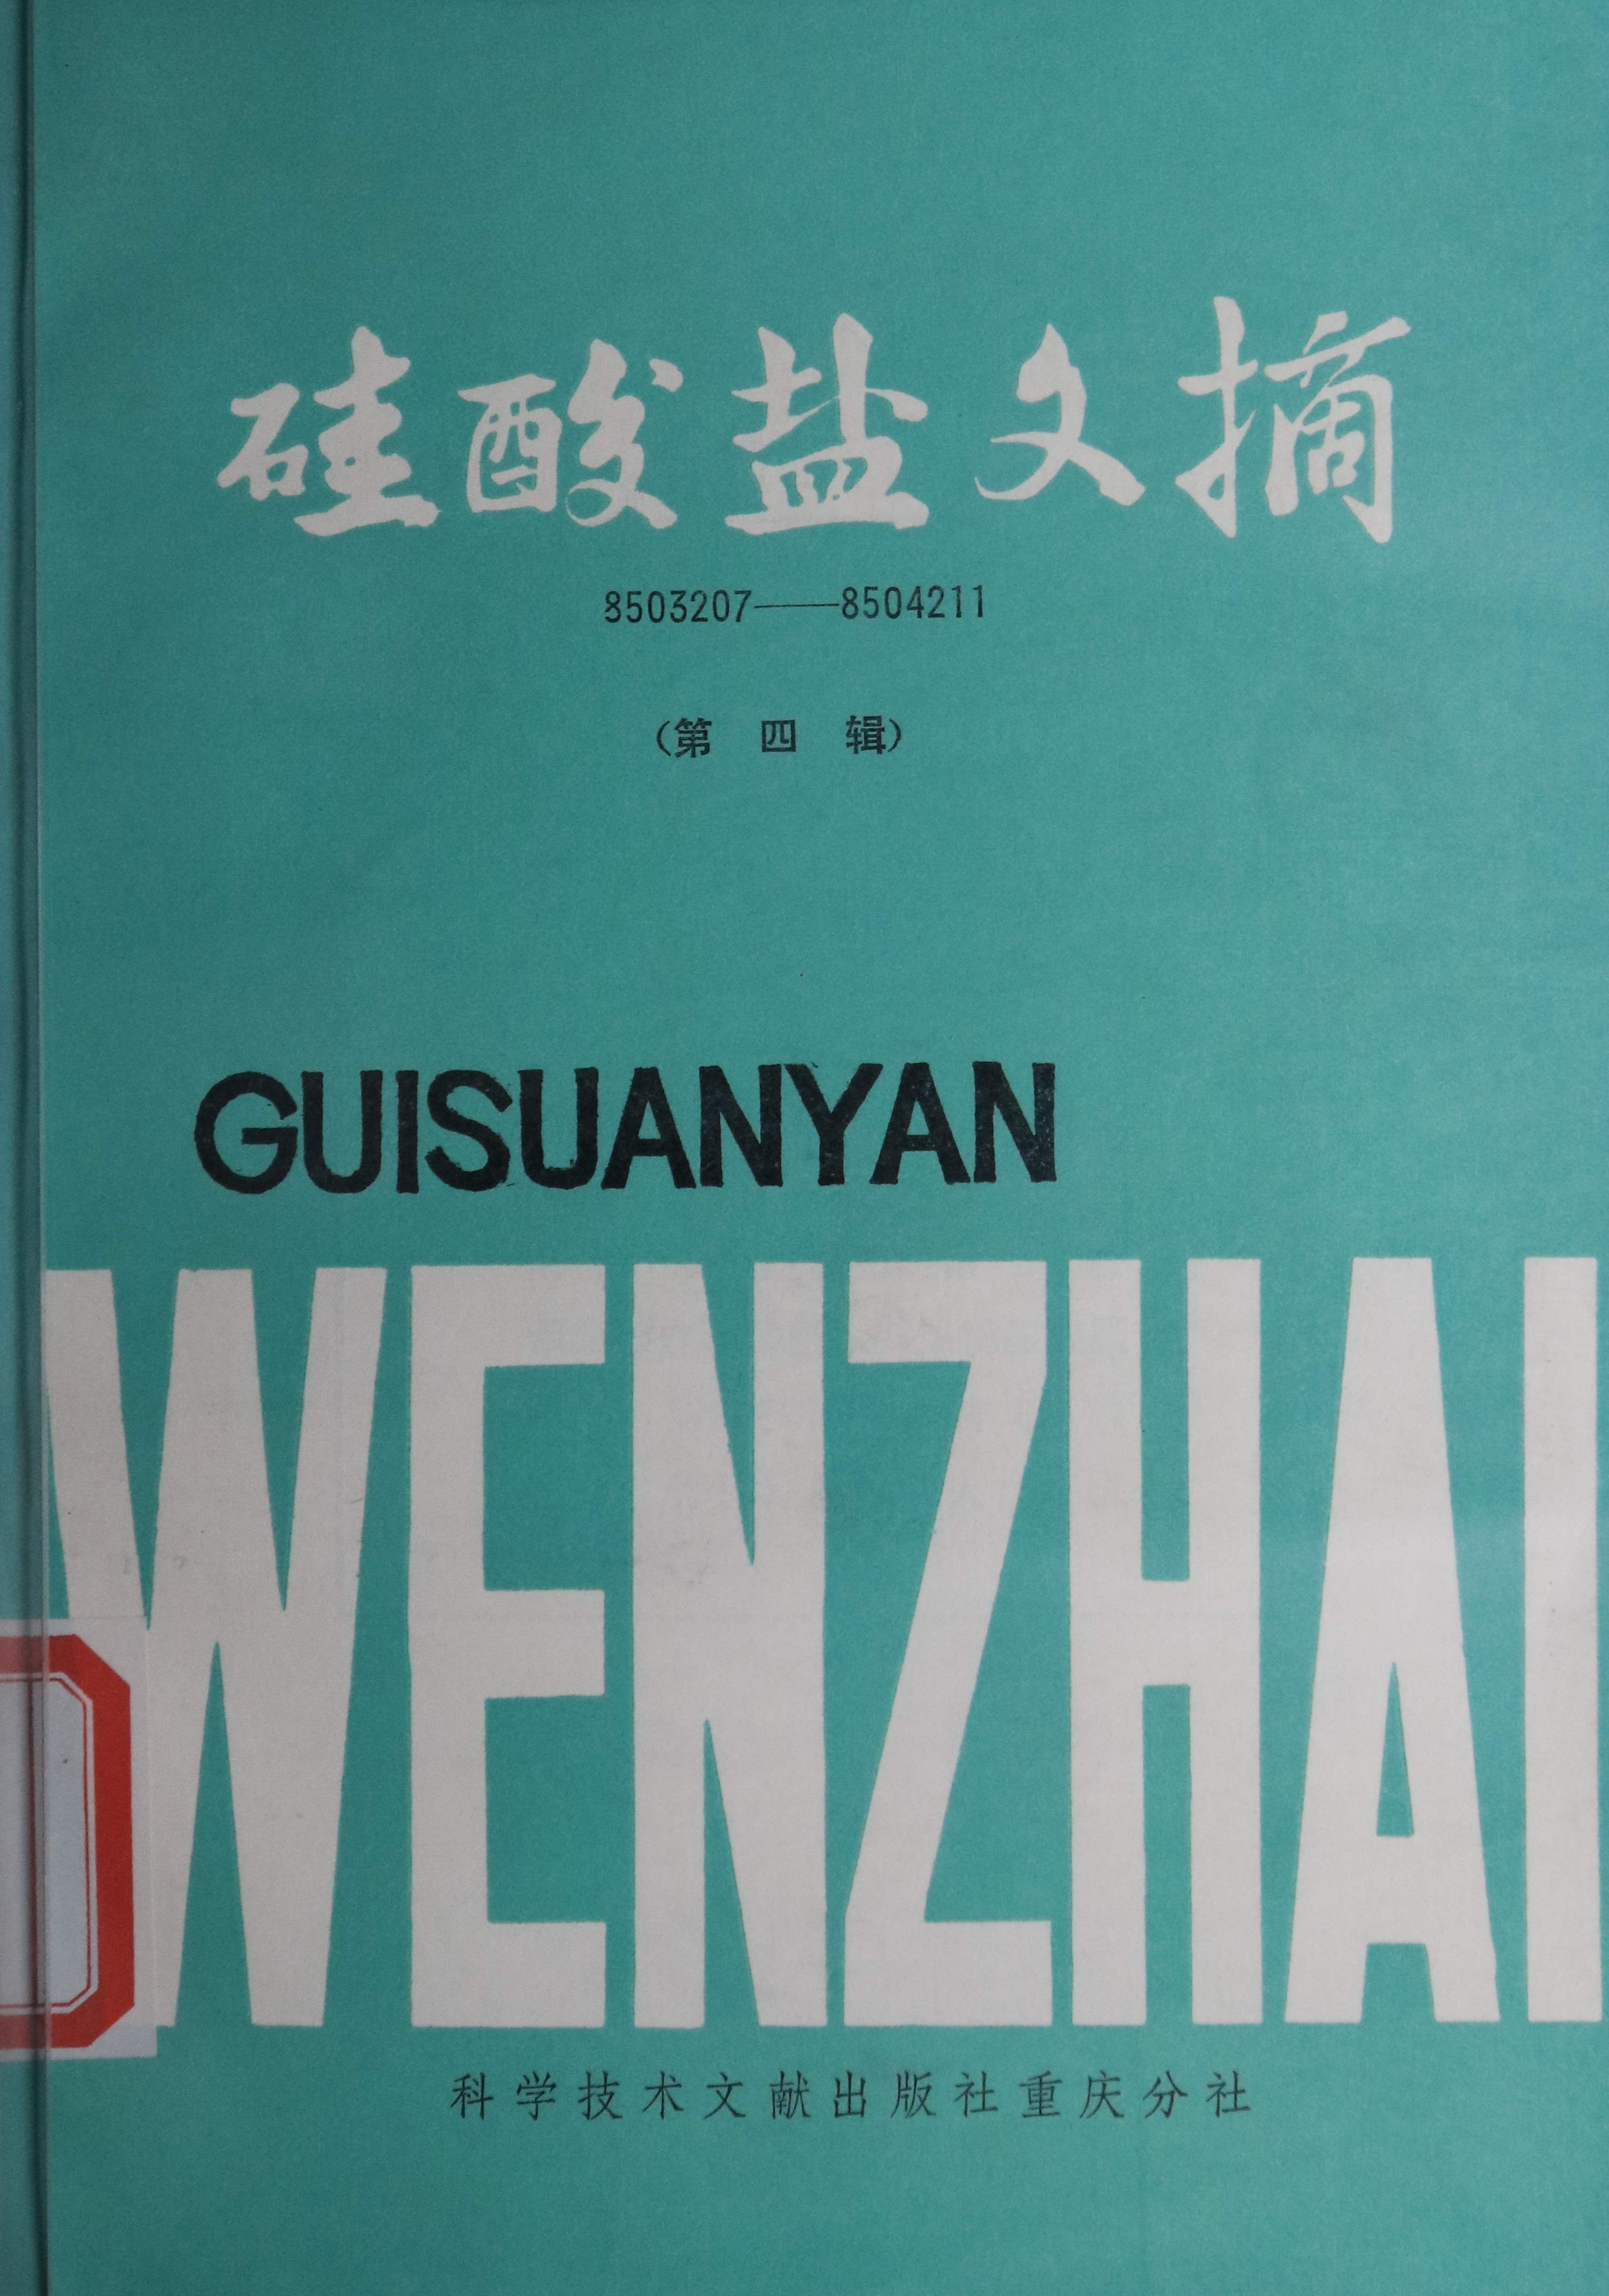 硅酸盐文摘
8503207——8504211
（第 四 辑）
GUISUANYAN
WENZHAI
科学技术文献出版社重庆分社